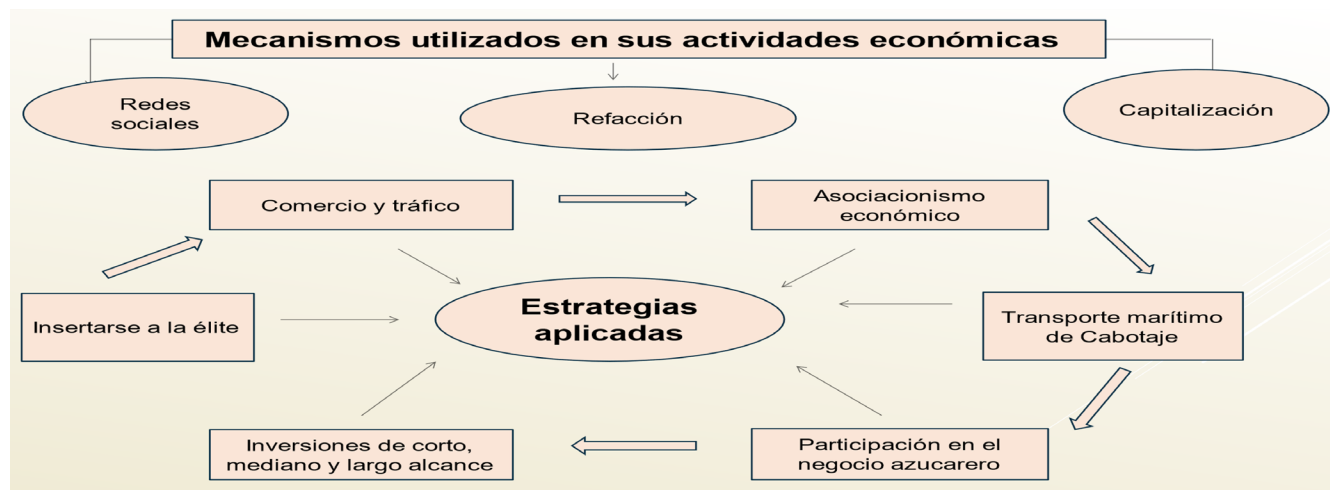 Mecanismos utilizados en sus actividades económicas
Redes
sociales
Refacción
Capitalización
Comercio y tráfico
Asociacionismo
económico
Insertarse a la élite
Estrategias
aplicadas
Transporte marítimo
de Cabotaje
Inversiones de corto,
mediano y largo alcance
Participación en el
negocio azucarero